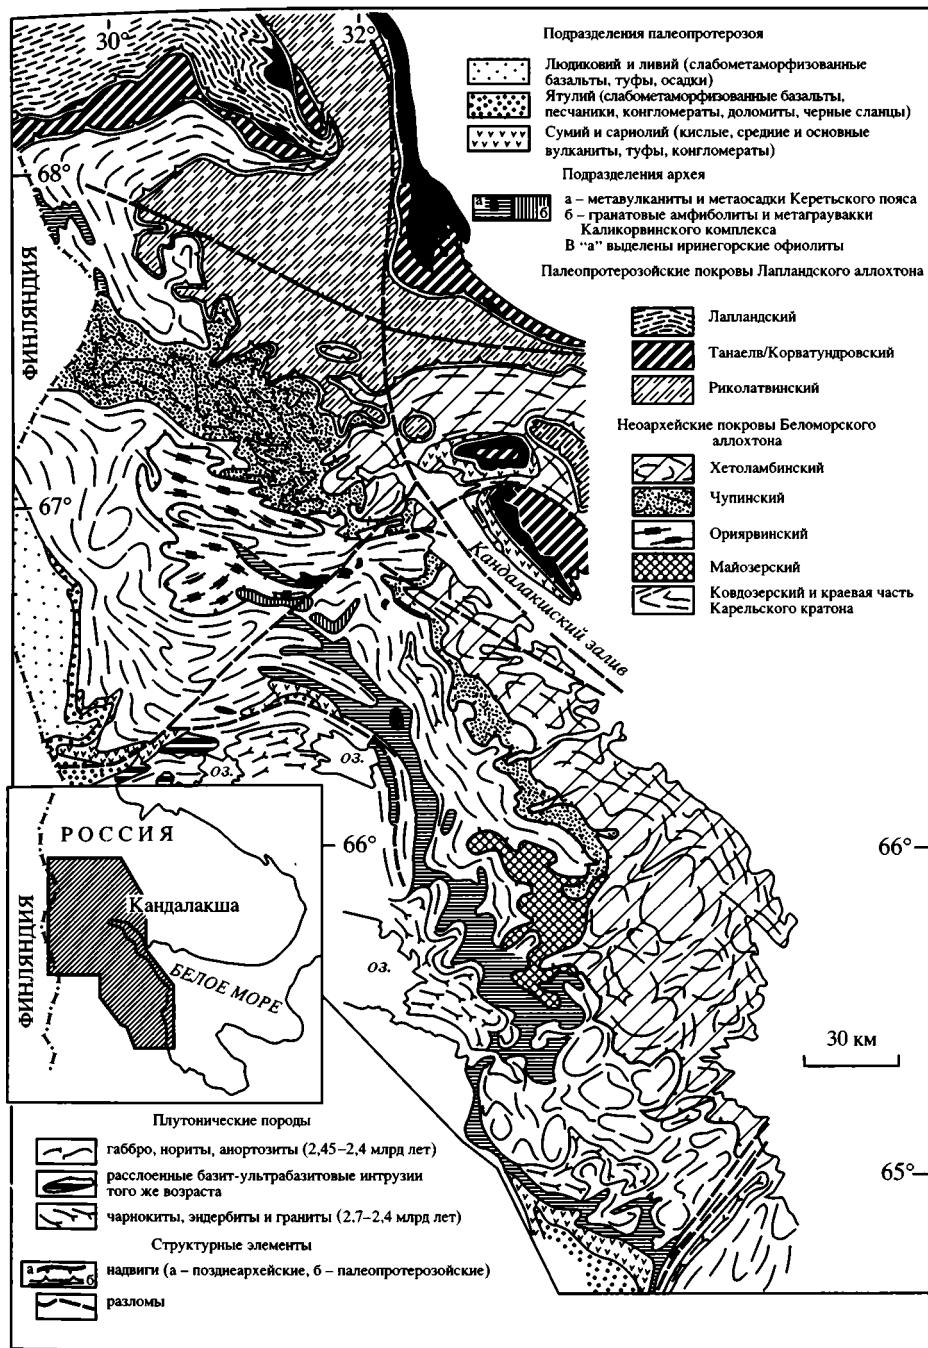 30°
32°
68°
67°
66°
66°
65°
ФИНЛЯНДИЯ
Кандалакшский залив
оз.
оз.
оз.
30 км
Подразделения палеопротерозоя
Людиковий и ливий (слабометаморфизованные
базальты, туфы, осадки)
Ятулий (слабометаморфизованные базальты,
песчаники, конгломераты, доломиты, черные сланцы)
Сумий и сариолий (кислые, средние и основные
вулканиты, туфы, конгломераты)
Подразделения архея
а
б
а – метавулканиты и метаосадки Керетьского пояса
б – гранатовые амфиболиты и метаграувакки
Каликорвинского комплекса
В "а" выделены иринегорские офиолиты
Палеопротерозойские покровы Лапландского аллохтона
Лапландский
Танаелв/Корватундровский
Риколатвинский
Неоархейские покровы Беломорского
аллохтона
Хетоламбинский
Чупинский
Ориярвинский
Майозерский
Ковдозерский и краевая часть
Карельского кратона
РОССИЯ
Кандалакша
ФИНЛЯНДИЯ
БЕЛОЕ МОРЕ
Плутонические породы
габбро, нориты, анортозиты (2,45–2,4 млрд лет)
расслоенные базит-ультрабазитовые интрузии
того же возраста
чарнокиты, эндербиты и граниты (2,7–2,4 млрд лет)
Структурные элементы
а
б
надвиги (а – позднеархейские, б – палеопротерозойские)
разломы